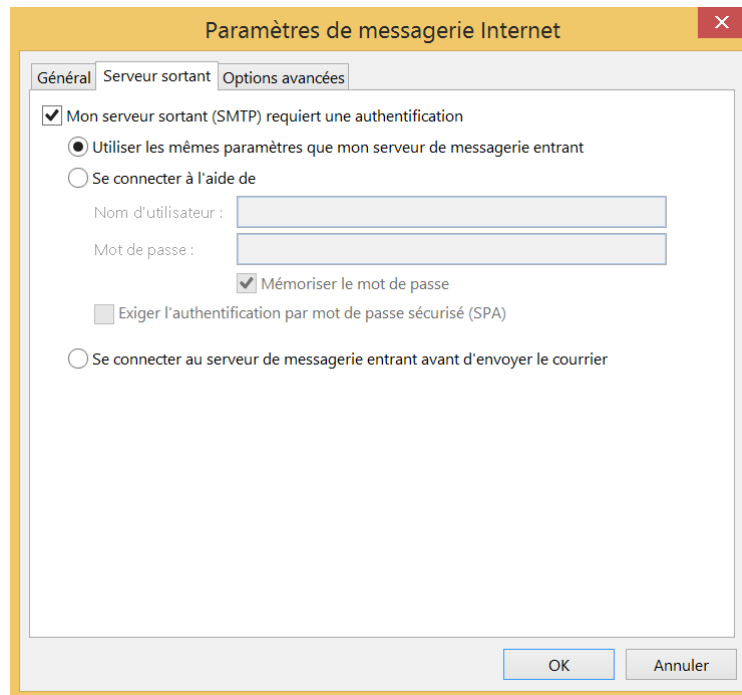 Paramètres de messagerie Internet
Général Serveur sortant Options avancées
Mon serveur sortant (SMTP) requiert une authentification
Utiliser les mêmes paramètres que mon serveur de messagerie entrant
Se connecter à l'aide de
Nom d'utilisateur :
Mot de passe :
Mémoriser le mot de passe
Exiger l'authentification par mot de passe sécurisé (SPA)
Se connecter au serveur de messagerie entrant avant d'envoyer le courrier
OK Annuler